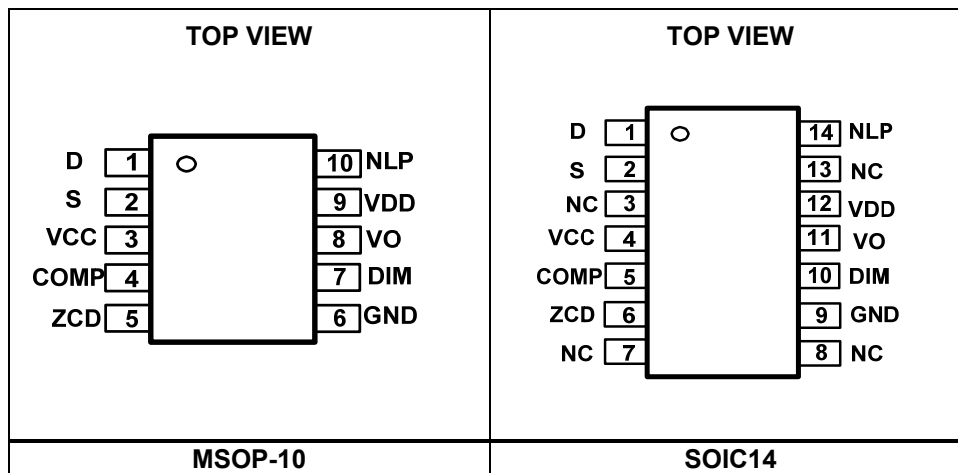 TOP VIEW
D 1 10 NLP
S 2 9 VDD
VCC 3 8 VO
COMP 4 7 DIM
ZCD 5 6 GND
MSOP-10
TOP VIEW
D 1 14 NLP
S 2 13 NC
NC 3 12 VDD
VCC 4 11 VO
COMP 5 10 DIM
ZCD 6 9 GND
NC 7 8 NC
SOIC14